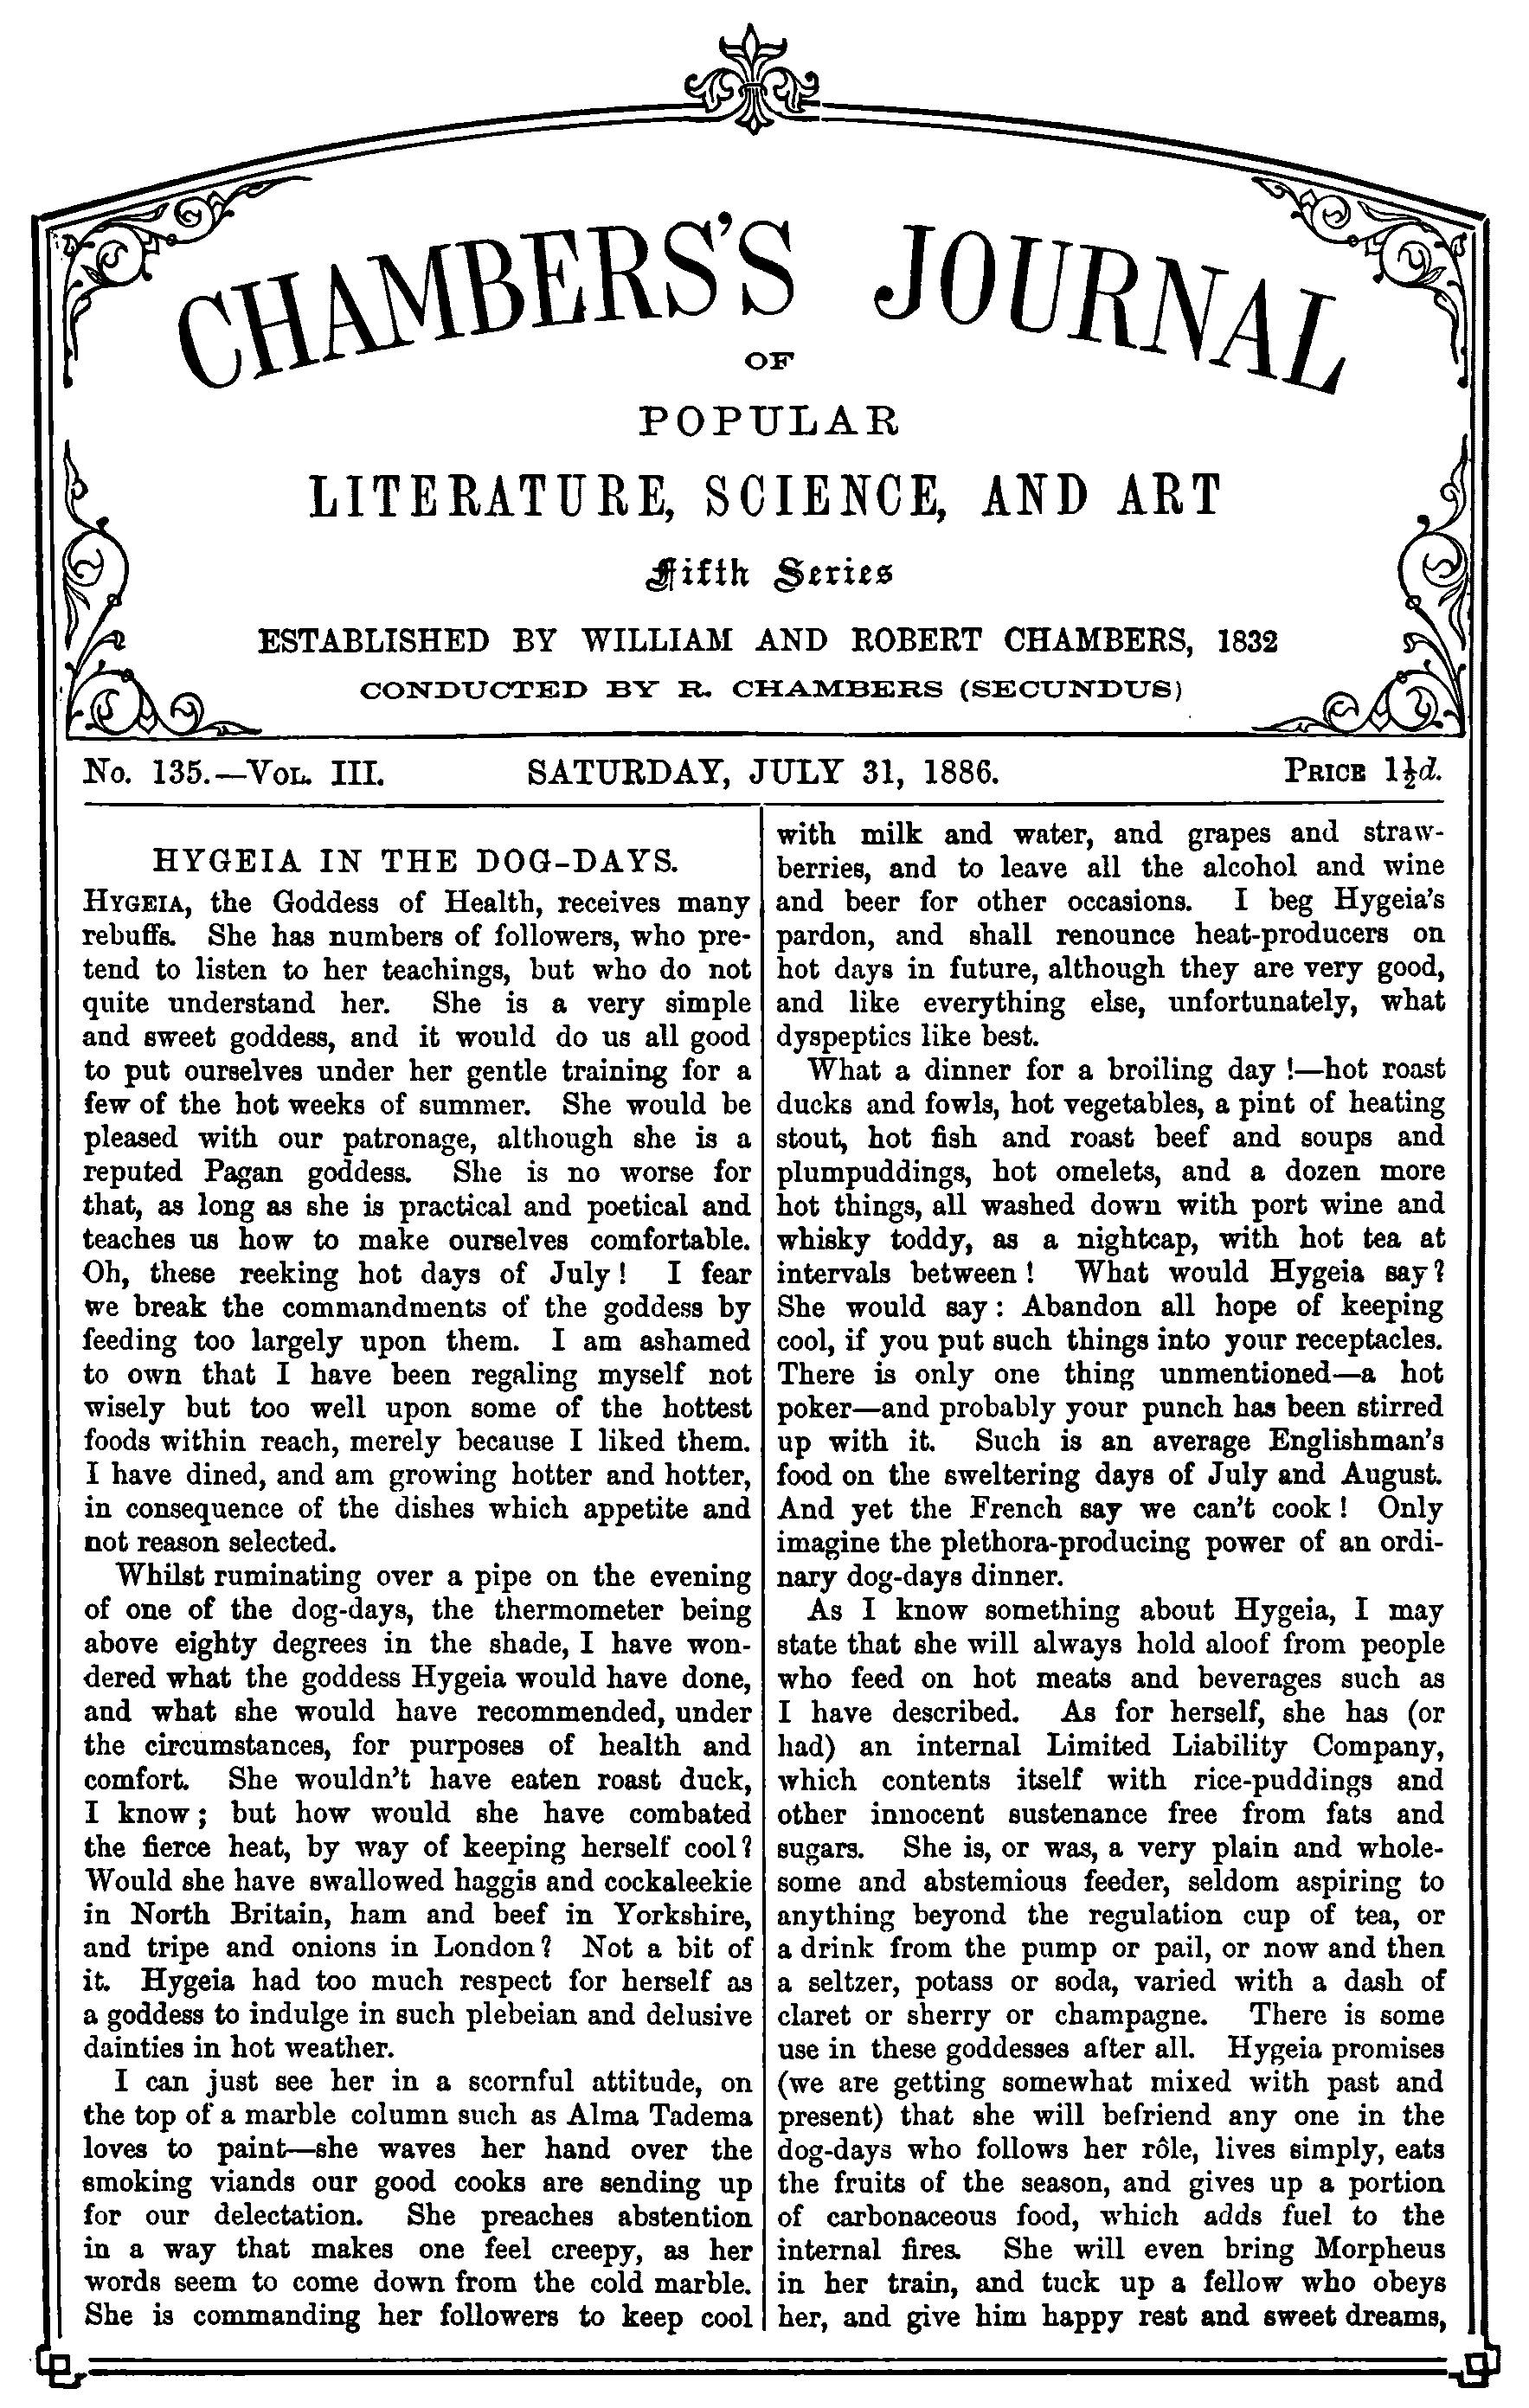 CHAMBERS'S JOURNAL
OF
POPULAR
LITERATURE, SCIENCE, AND ART
Fifth Series
ESTABLISHED BY WILLIAM AND ROBERT CHAMBERS, 1832
CONDUCTED BY R. CHAMBERS (SECUNDUS)
No. 135.—Vol. III. SATURDAY, JULY 31, 1886. Price 1½d.
HYGEIA IN THE DOG-DAYS.
Hygeia, the Goddess of Health, receives many
rebuffs. She has numbers of followers, who pre-
tend to listen to her teachings, but who do not
quite understand her. She is a very simple
and sweet goddess, and it would do us all good
to put ourselves under her gentle training for a
few of the hot weeks of summer. She would be
pleased with our patronage, although she is a
reputed Pagan goddess. She is no worse for
that, as long as she is practical and poetical and
teaches us how to make ourselves comfortable.
Oh, these reeking hot days of July! I fear
we break the commandments of the goddess by
feeding too largely upon them. I am ashamed
to own that I have been regaling myself not
wisely but too well upon some of the hottest
foods within reach, merely because I liked them.
I have dined, and am growing hotter and hotter,
in consequence of the dishes which appetite and
not reason selected.
Whilst ruminating over a pipe on the evening
of one of the dog-days, the thermometer being
above eighty degrees in the shade, I have won-
dered what the goddess Hygeia would have done,
and what she would have recommended, under
the circumstances, for purposes of health and
comfort. She wouldn't have eaten roast duck,
I know; but how would she have combated
the fierce heat, by way of keeping herself cool?
Would she have swallowed haggis and cockaleekie
in North Britain, ham and beef in Yorkshire,
and tripe and onions in London? Not a bit of
it. Hygeia had too much respect for herself as
a goddess to indulge in such plebeian and delusive
dainties in hot weather.
I can just see her in a scornful attitude, on
the top of a marble column such as Alma Tadema
loves to paint—she waves her hand over the
smoking viands our good cooks are sending up
for our delectation. She preaches abstention
in a way that makes one feel creepy, as her
words seem to come down from the cold marble.
She is commanding her followers to keep cool
with milk and water, and grapes and straw-
berries, and to leave all the alcohol and wine
and beer for other occasions. I beg Hygeia's
pardon, and shall renounce heat-producers on
hot days in future, although they are very good,
and like everything else, unfortunately, what
dyspeptics like best.
What a dinner for a broiling day!—hot roast
ducks and fowls, hot vegetables, a pint of heating
stout, hot fish and roast beef and soups and
plumpuddings, hot omelets, and a dozen more
hot things, all washed down with port wine and
whisky toddy, as a nightcap, with hot tea at
intervals between! What would Hygeia say?
She would say: Abandon all hope of keeping
cool, if you put such things into your receptacles.
There is only one thing unmentioned—a hot
poker—and probably your punch has been stirred
up with it. Such is an average Englishman's
food on the sweltering days of July and August.
And yet the French say we can't cook! Only
imagine the plethora-producing power of an ordi-
nary dog-days dinner.
As I know something about Hygeia, I may
state that she will always hold aloof from people
who feed on hot meats and beverages such as
I have described. As for herself, she has (or
had) an internal Limited Liability Company,
which contents itself with rice-puddings and
other innocent sustenance free from fats and
sugars. She is, or was, a very plain and whole-
some and abstemious feeder, seldom aspiring to
anything beyond the regulation cup of tea, or
a drink from the pump or pail, or now and then
a seltzer, potass or soda, varied with a dash of
claret or sherry or champagne. There is some
use in these goddesses after all. Hygeia promises
(we are getting somewhat mixed with past and
present) that she will befriend any one in the
dog-days who follows her rôle, lives simply, eats
the fruits of the season, and gives up a portion
of carbonaceous food, which adds fuel to the
internal fires. She will even bring Morpheus
in her train, and tuck up a fellow who obeys
her, and give him happy rest and sweet dreams,